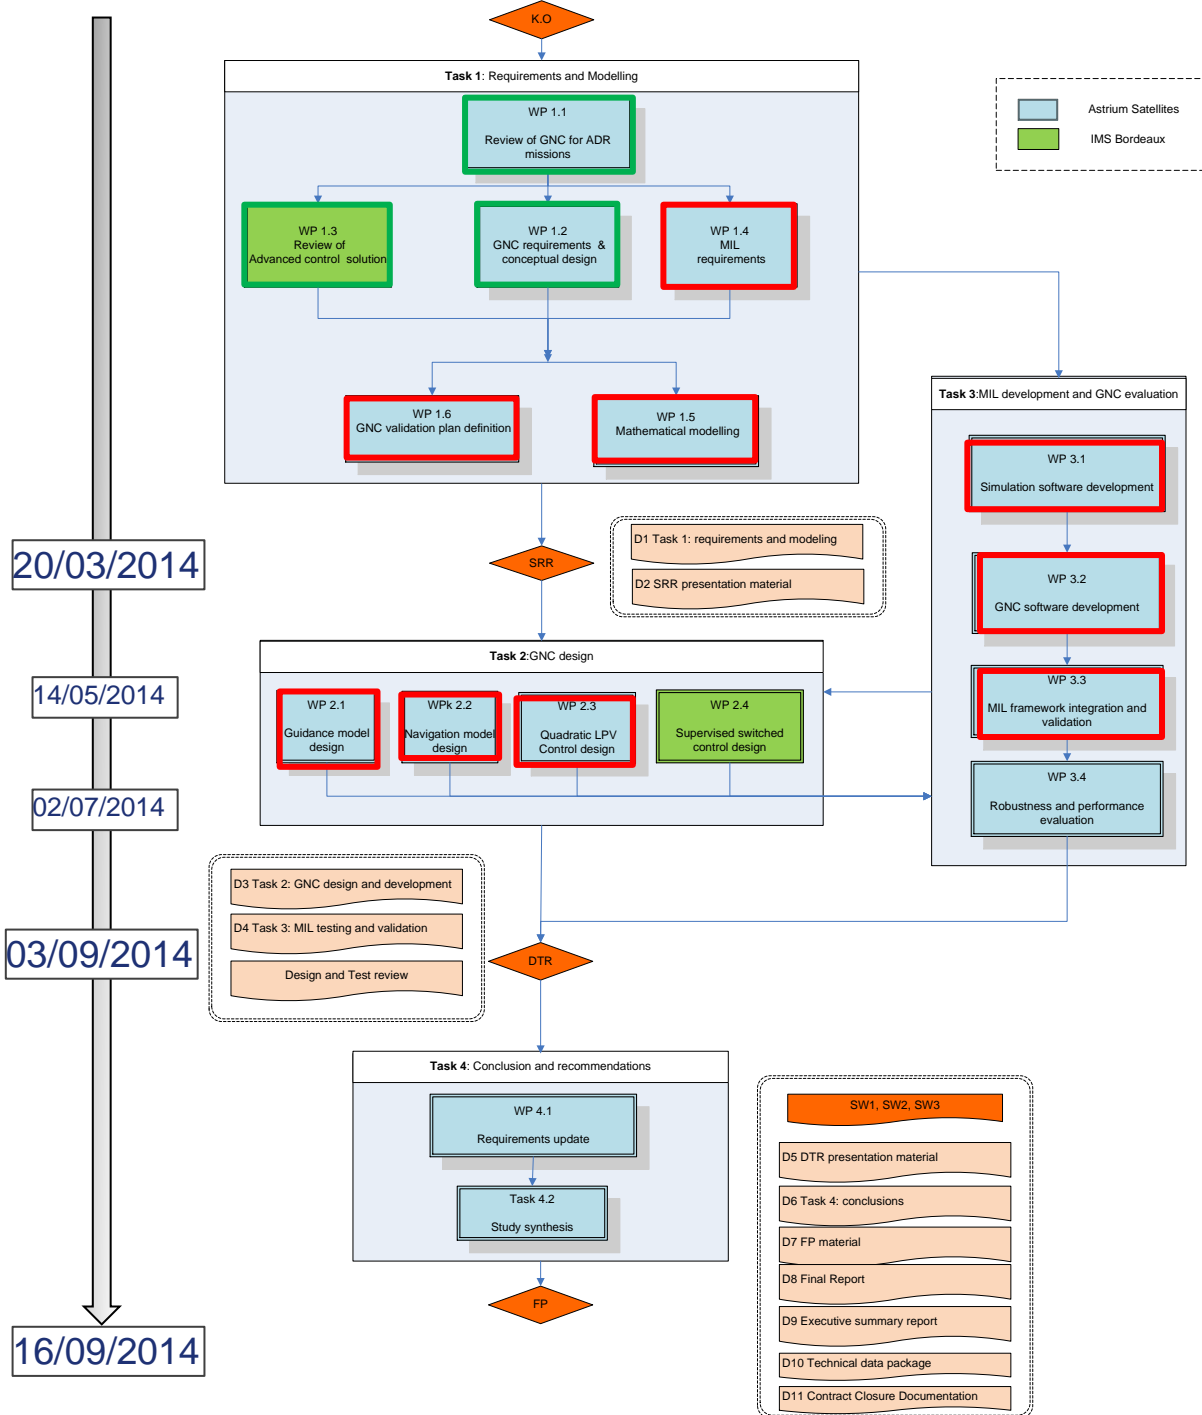 K.O
Task 1: Requirements and Modelling
WP 1.1
Review of GNC for ADR
missions
WP 1.3
Review of
Advanced control solution
WP 1.2
GNC requirements &
conceptual design
WP 1.4
MIL
requirements
WP 1.6
GNC validation plan definition
WP 1.5
Mathematical modelling
Astrium Satellites
IMS Bordeaux
Task 3:MIL development and GNC evaluation
WP 3.1
Simulation software development
WP 3.2
GNC software development
WP 3.3
MIL framework integration and
validation
WP 3.4
Robustness and performance
evaluation
20/03/2014
SRR
D1 Task 1: requirements and modeling
D2 SRR presentation material
14/05/2014
Task 2:GNC design
WP 2.1
Guidance model
design
WPk 2.2
Navigation model
design
WP 2.3
Quadratic LPV
Control design
WP 2.4
Supervised switched
control design
02/07/2014
D3 Task 2: GNC design and development
D4 Task 3: MIL testing and validation
Design and Test review
03/09/2014
DTR
Task 4: Conclusion and recommendations
WP 4.1
Requirements update
Task 4.2
Study synthesis
FP
16/09/2014
SW1, SW2, SW3
D5 DTR presentation material
D6 Task 4: conclusions
D7 FP material
D8 Final Report
D9 Executive summary report
D10 Technical data package
D11 Contract Closure Documentation